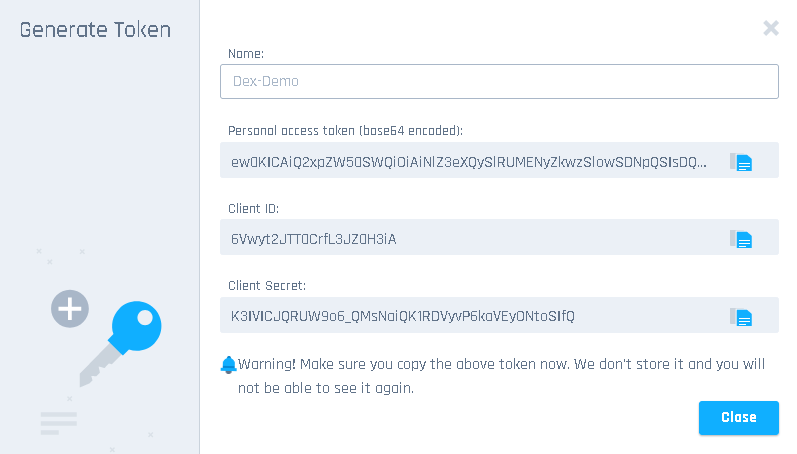 Generate Token
Name:
Dex-Demo
Personal access token (base64 encoded):
ew0KICAiQ2xpZW50SWQiOiAiNlZ3eXQySlRUMENyZkwzSlowSDNpQSIsDQ...
Client ID:
6Vwyt2JTT0CrfL3JZ0H3iA
Client Secret:
Warning! Make sure you copy the above token now. We don't store it and you will
not be able to see it again.
Close